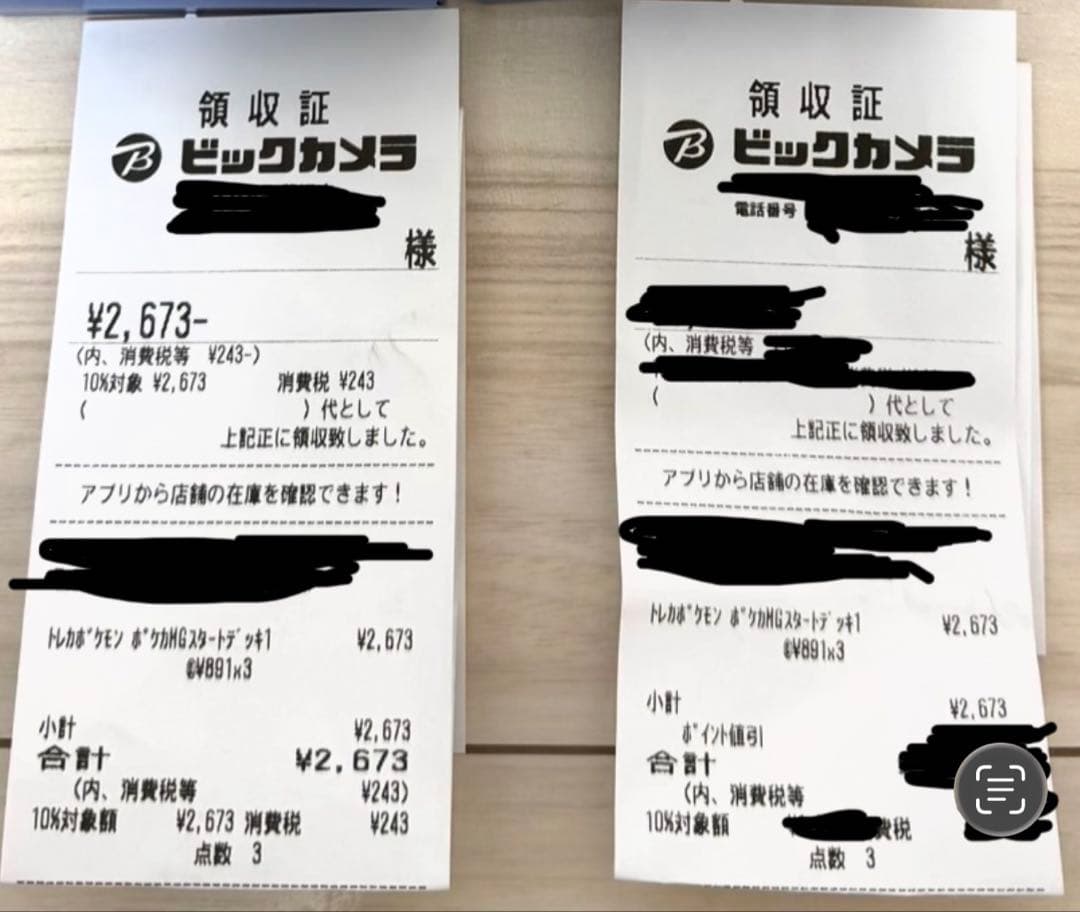 領収証
ビックカメラ
様
¥2,673-
(内、消費税等 ¥243-)
10%対象 ¥2,673 消費税 ¥243
( )代として
上記正に領収致しました。
アプリから店舗の在庫を確認できます!
トレカポケモン ポケカMGスタートデッキ1 ¥2,673
@¥891x3
小計 ¥2,673
合計 ¥2,673
(内、消費税等 ¥243)
10%対象額 ¥2,673 消費税 ¥243
点数 3
領収証
ビックカメラ
電話番号
様
(内、消費税等
( )代として
上記正に領収致しました。
アプリから店舗の在庫を確認できます!
トレカポケモン ポケカMGスタートデッキ1 ¥2,673
@¥891x3
小計 ¥2,673
ポイント値引
合計
(内、消費税等
10%対象額 費税
点数 3